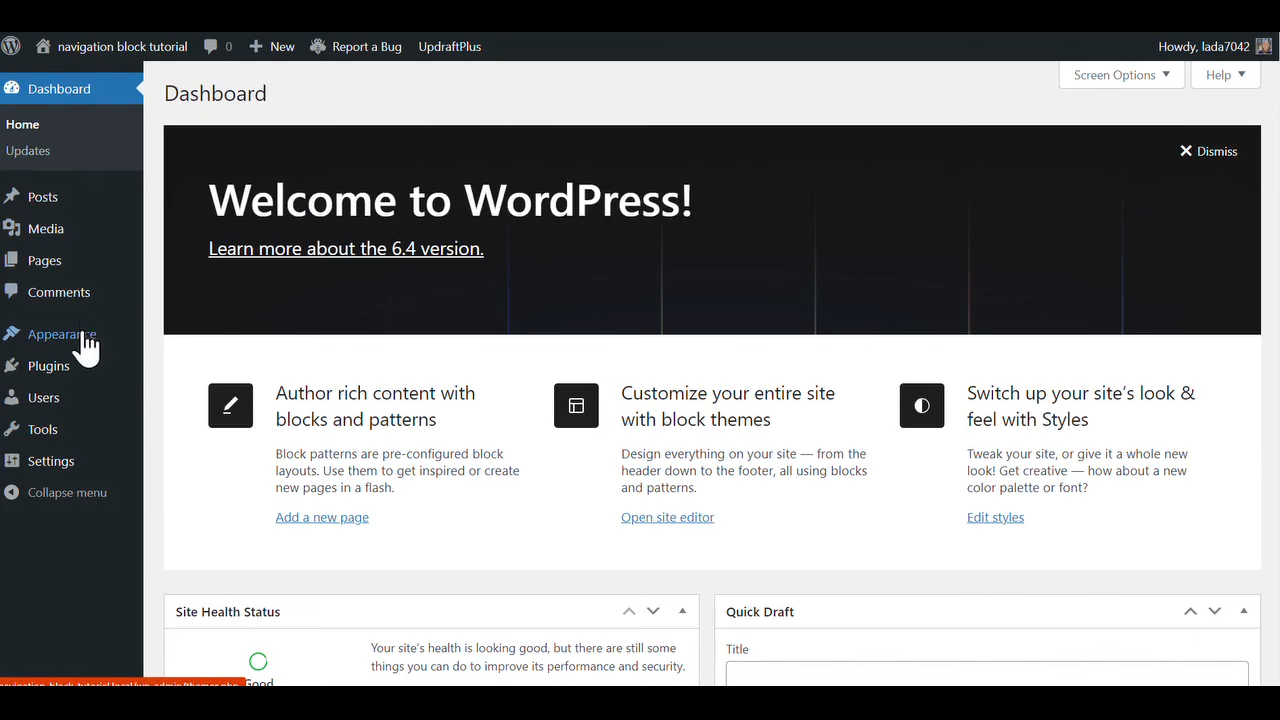 navigation block tutorial
0
New
Report a Bug
UpdraftPlus
Howdy, lada7042
Dashboard
Home
Updates
Posts
Media
Pages
Comments
Appearance
Plugins
Users
Tools
Settings
Collapse menu
Dashboard
Screen Options
Help
Dismiss
Welcome to WordPress!
Learn more about the 6.4 version.
Author rich content with
blocks and patterns
Block patterns are pre-configured block
layouts. Use them to get inspired or create
new pages in a flash.
Add a new page
Customize your entire site
with block themes
Design everything on your site — from the
header down to the footer, all using blocks
and patterns.
Open site editor
Switch up your site’s look &
feel with Styles
Tweak your site, or give it a whole new
look! Get creative — how about a new
color palette or font?
Edit styles
Site Health Status
Your site’s health is looking good, but there are still some
things you can do to improve its performance and security.
Good
Quick Draft
Title